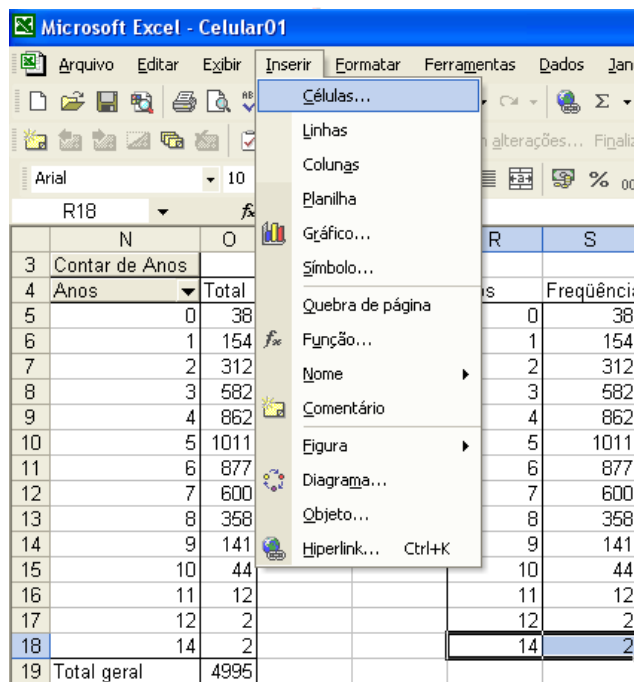 Microsoft Excel - Celular01
Arquivo Editar Exibir Inserir Formatar Ferramentas Dados Jan
Células...
Linhas
alterações... Finaliz
Colunas
Arial 10 %
Planilha
R18 fx
Gráfico...
N O R S
3 Contar de Anos
Símbolo...
4 Anos Total os Freqüência
Quebra de página
5 0 38 0 38
6 1 154 Função... 1 154
7 2 312 Nome 2 312
8 3 582 3 582
9 4 862 Comentário 4 862
10 5 1011 Figura 5 1011
11 6 877 6 877
12 7 600 Diagrama... 7 600
13 8 358 Objeto... 8 358
14 9 141 Hiperlink... Ctrl+K 9 141
15 10 44 10 44
16 11 12 11 12
17 12 2 12 2
18 14 2 14 2
19 Total geral 4995